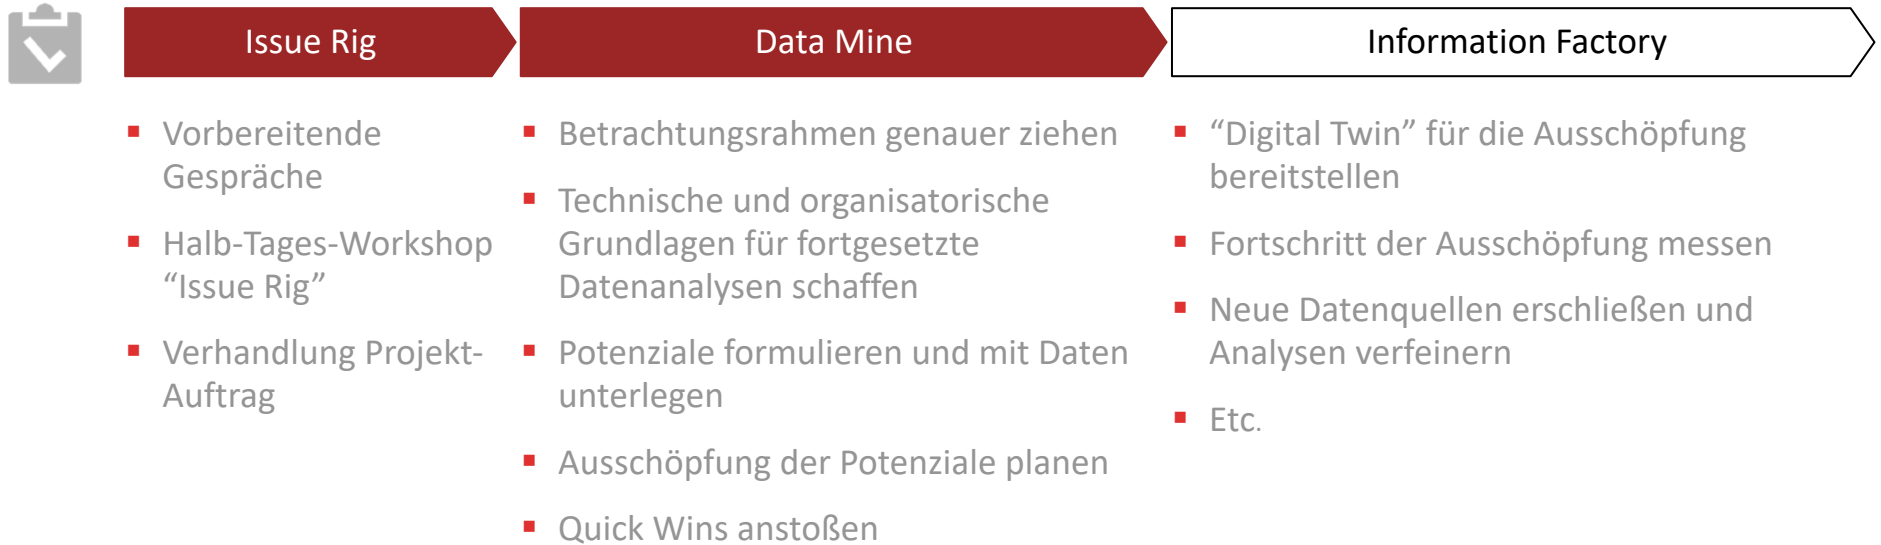 Issue Rig
Data Mine
Information Factory
Vorbereitende
Gespräche
Halb-Tages-Workshop
“Issue Rig”
Verhandlung Projekt-
Auftrag
Betrachtungsrahmen genauer ziehen
Technische und organisatorische
Grundlagen für fortgesetzte
Datenanalysen schaffen
Potenziale formulieren und mit Daten
unterlegen
Ausschöpfung der Potenziale planen
Quick Wins anstoßen
“Digital Twin” für die Ausschöpfung
bereitstellen
Fortschritt der Ausschöpfung messen
Neue Datenquellen erschließen und
Analysen verfeinern
Etc.